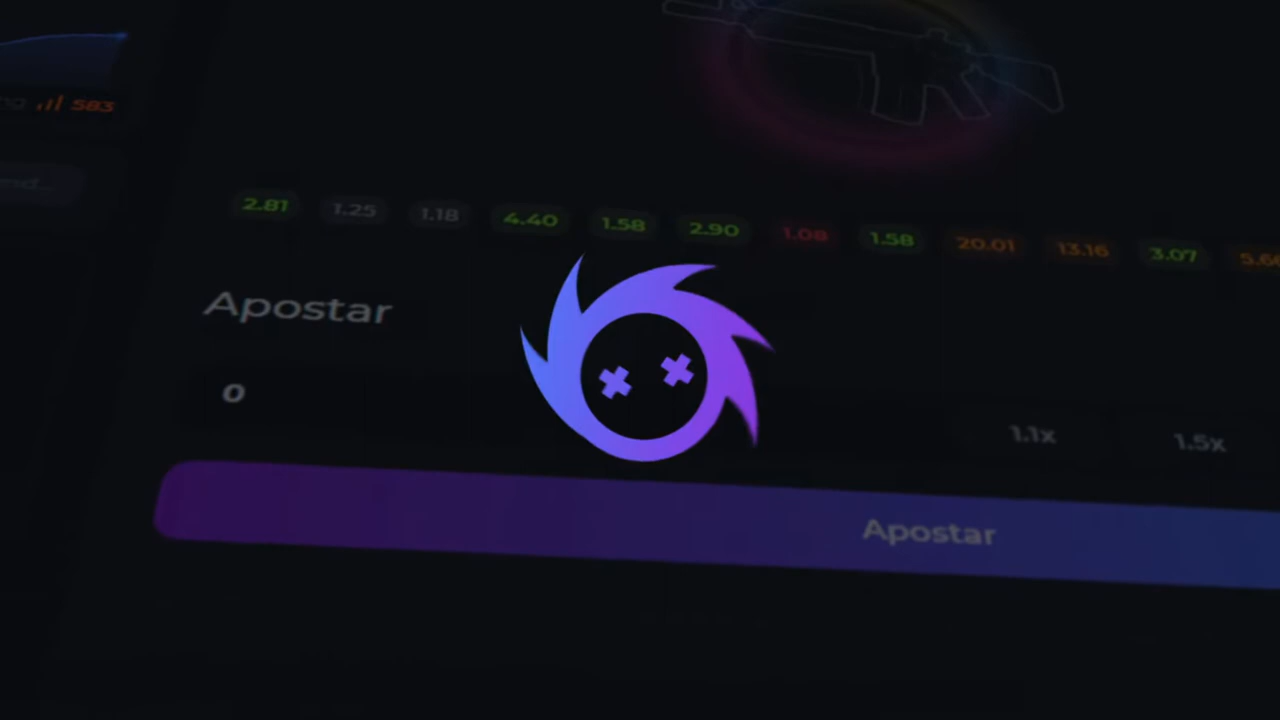 583
2.81 1.25 1.18 4.40 1.58 2.90 1.08 1.58 20.01 13.16 3.07
Apostar
0
1.1x 1.5x
Apostar